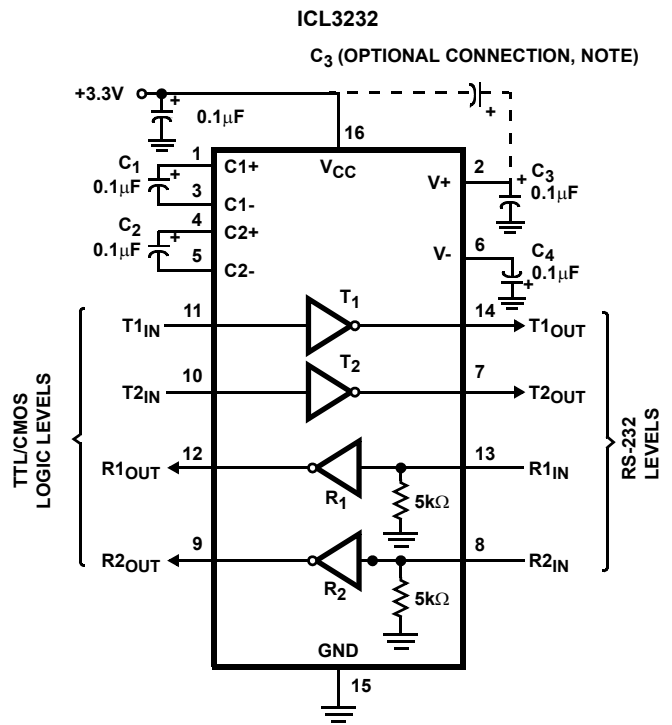 ICL3232
C3 (OPTIONAL CONNECTION, NOTE)
+3.3V
+
0.1μF
+
16
1
C1+
VCC
2
V+
C1
0.1μF
+
3
C1-
+
C3
0.1μF
4
C2+
C2
0.1μF
+
5
C2-
6
V-
C4
0.1μF
+
T1
11
14
T1IN
T1OUT
T2
10
7
T2IN
T2OUT
TTL/CMOS
LOGIC LEVELS
RS-232
LEVELS
12
13
R1OUT
R1IN
R1
5kΩ
9
8
R2OUT
R2IN
R2
5kΩ
GND
15